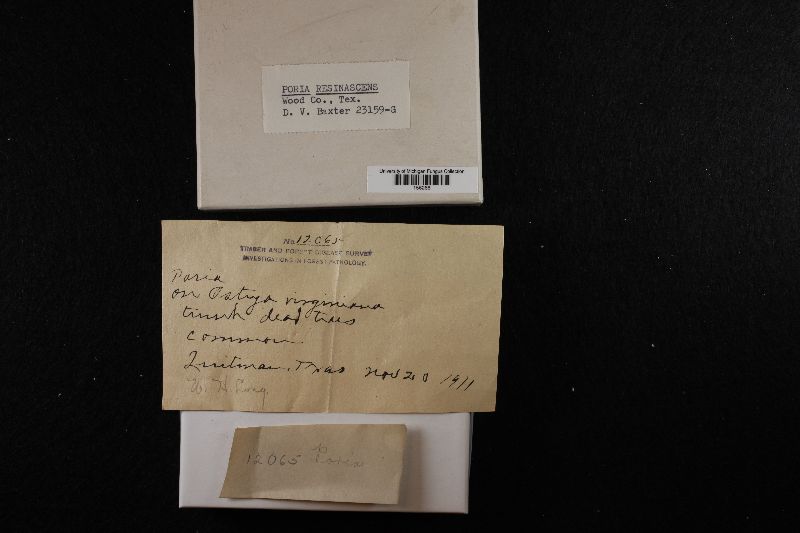 PORIA RESINASCENS
Wood Co., Tex.
D. V. Baxter 23159-G
University of Michigan Fungus Collection
No. 12065
TIMBER AND FOREST DISEASE SURVEY
INVESTIGATIONS IN FOREST PATHOLOGY.
Poria
on Ostrya virginiana
trunk dead trees
common.
Quitman, Texas Nov 20 1911
W. H. Long.
12065 Poria